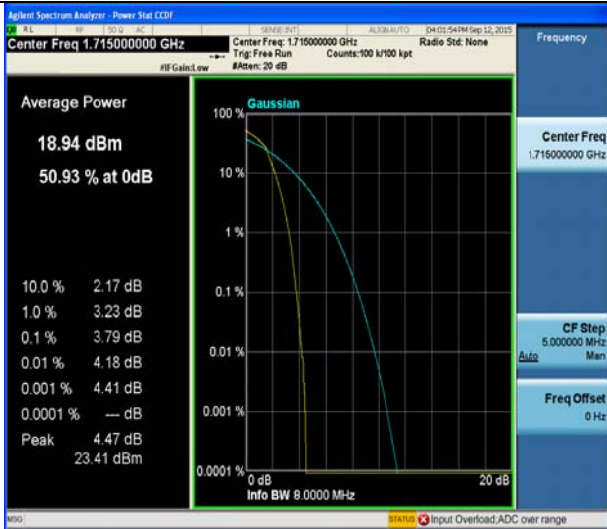 Agilent Spectrum Analyzer - Power Stat CCDF
RL RF 50 Ω AC SENSE:INT ALIGN AUTO 04:01:54 PM Sep 12, 2015
Center Freq 1.715000000 GHz
Center Freq: 1.715000000 GHz
Radio Std: None
Trig: Free Run Counts:100 k/100 kpt
#IFGain:Low
#Atten: 20 dB
Frequency
Average Power
18.94 dBm
50.93 % at 0dB
10.0 % 2.17 dB
1.0 % 3.23 dB
0.1 % 3.79 dB
0.01 % 4.18 dB
0.001 % 4.41 dB
0.0001 % --- dB
Peak 4.47 dB
23.41 dBm
Gaussian
100 %
10 %
1 %
0.1 %
0.01 %
0.001 %
0.0001 %
0 dB 20 dB
Info BW 8.0000 MHz
Center Freq
1.715000000 GHz
CF Step
5.000000 MHz
Auto Man
Freq Offset
0 Hz
MSG
STATUS Input Overload;ADC over range